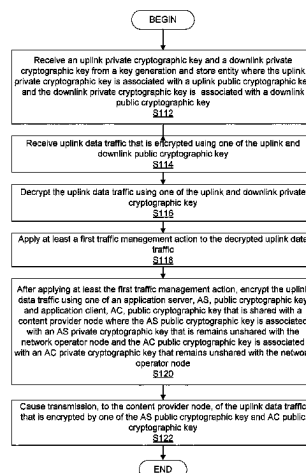 BEGIN
Receive an uplink private cryptographic key and a downlink private
cryptographic key from a key generation and store entity where the uplink
private cryptographic key is associated with a uplink public cryptographic key
and the downlink private cryptographic key is associated with a downlink
public cryptographic key
S112
Receive uplink data traffic that is encrypted using one of the uplink and
downlink public cryptographic key
S114
Decrypt the uplink data traffic using one of the uplink and downlink private
cryptographic key
S116
Apply at least a first traffic management action to the decrypted uplink data
traffic
S118
After applying at least the first traffic management action, encrypt the uplink
data traffic using one of an application server, AS, public cryptographic key
and application client, AC, public cryptographic key that is shared with a
content provider node where the AS public cryptographic key is associated
with an AS private cryptographic key that is remains unshared with the
network operator node and the AC public cryptographic key is associated
with an AC private cryptographic key that remains unshared with the network
operator node
S120
Cause transmission, to the content provider node, of the uplink data traffic
that is encrypted by one of the AS public cryptographic key and AC public
cryptographic key
S122
END